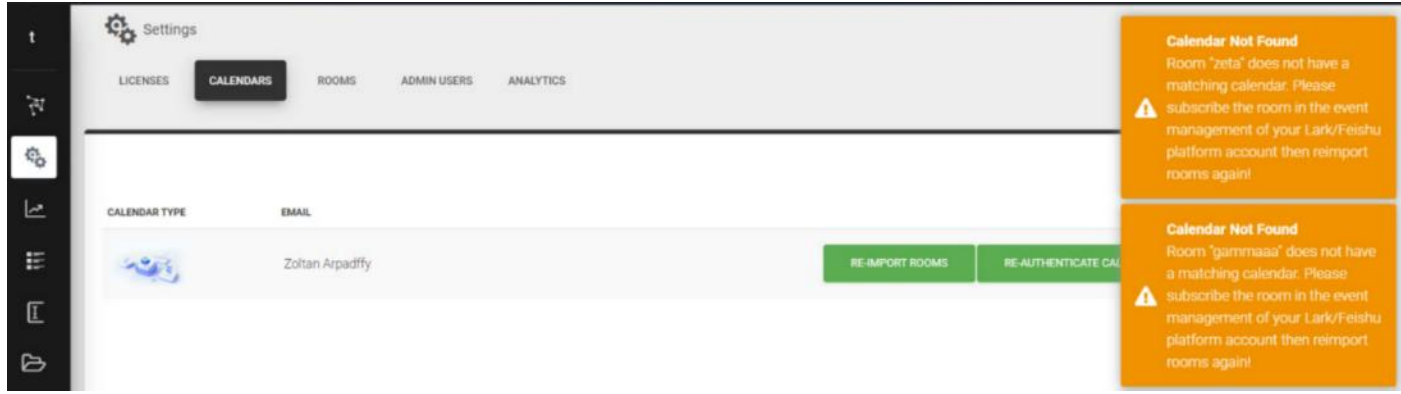 t
Settings
LICENSES CALENDARS ROOMS ADMIN USERS ANALYTICS
CALENDAR TYPE EMAIL
Zoltan Arpadffy RE-IMPORT ROOMS RE-AUTHENTICATE CAL
Calendar Not Found
Room "zeta" does not have a
matching calendar. Please
subscribe the room in the event
management of your Lark/Feishu
platform account then reimport
rooms again!
Calendar Not Found
Room "gammaaa" does not have
a matching calendar. Please
subscribe the room in the event
management of your Lark/Feishu
platform account then reimport
rooms again!